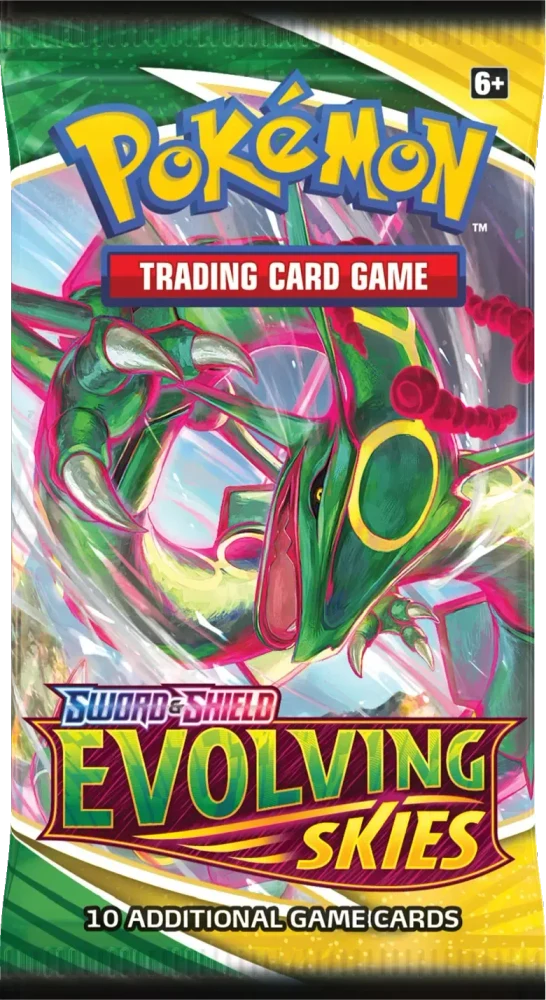 6+
POKéMON
™
TRADING CARD GAME
SWORD & SHIELD
EVOLVING
SKIES
10 ADDITIONAL GAME CARDS